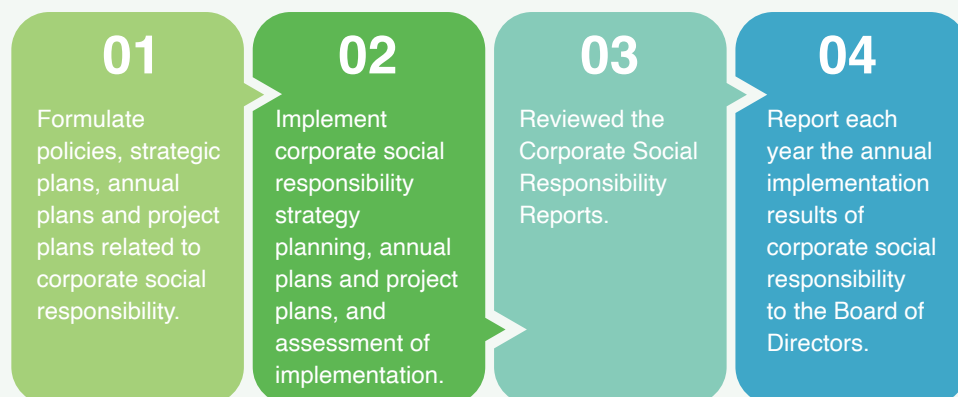 01
Formulate
policies, strategic
plans, annual
plans and project
plans related to
corporate social
responsibility.
02
Implement
corporate social
responsibility
strategy
planning, annual
plans and project
plans, and
assessment of
implementation.
03
Reviewed the
Corporate Social
Responsibility
Reports.
04
Report each
year the annual
implementation
results of
corporate social
responsibility
to the Board of
Directors.